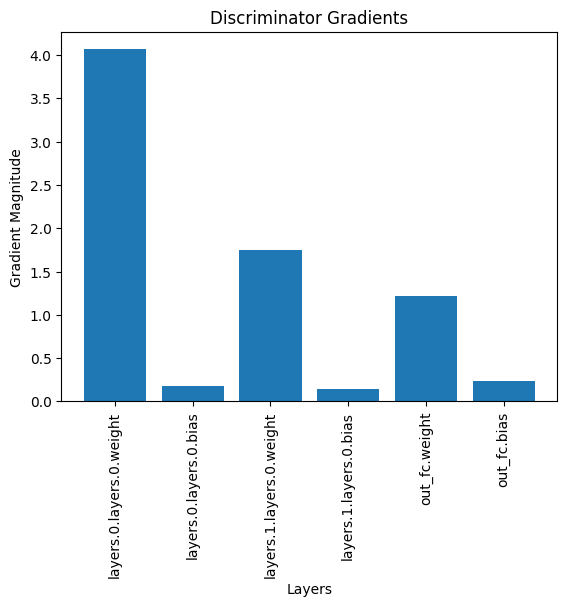 Discriminator Gradients
Gradient Magnitude
4.0
3.5
3.0
2.5
2.0
1.5
1.0
0.5
0.0
layers.0.layers.0.weight
layers.0.layers.0.bias
layers.1.layers.0.weight
layers.1.layers.0.bias
out_fc.weight
out_fc.bias
Layers